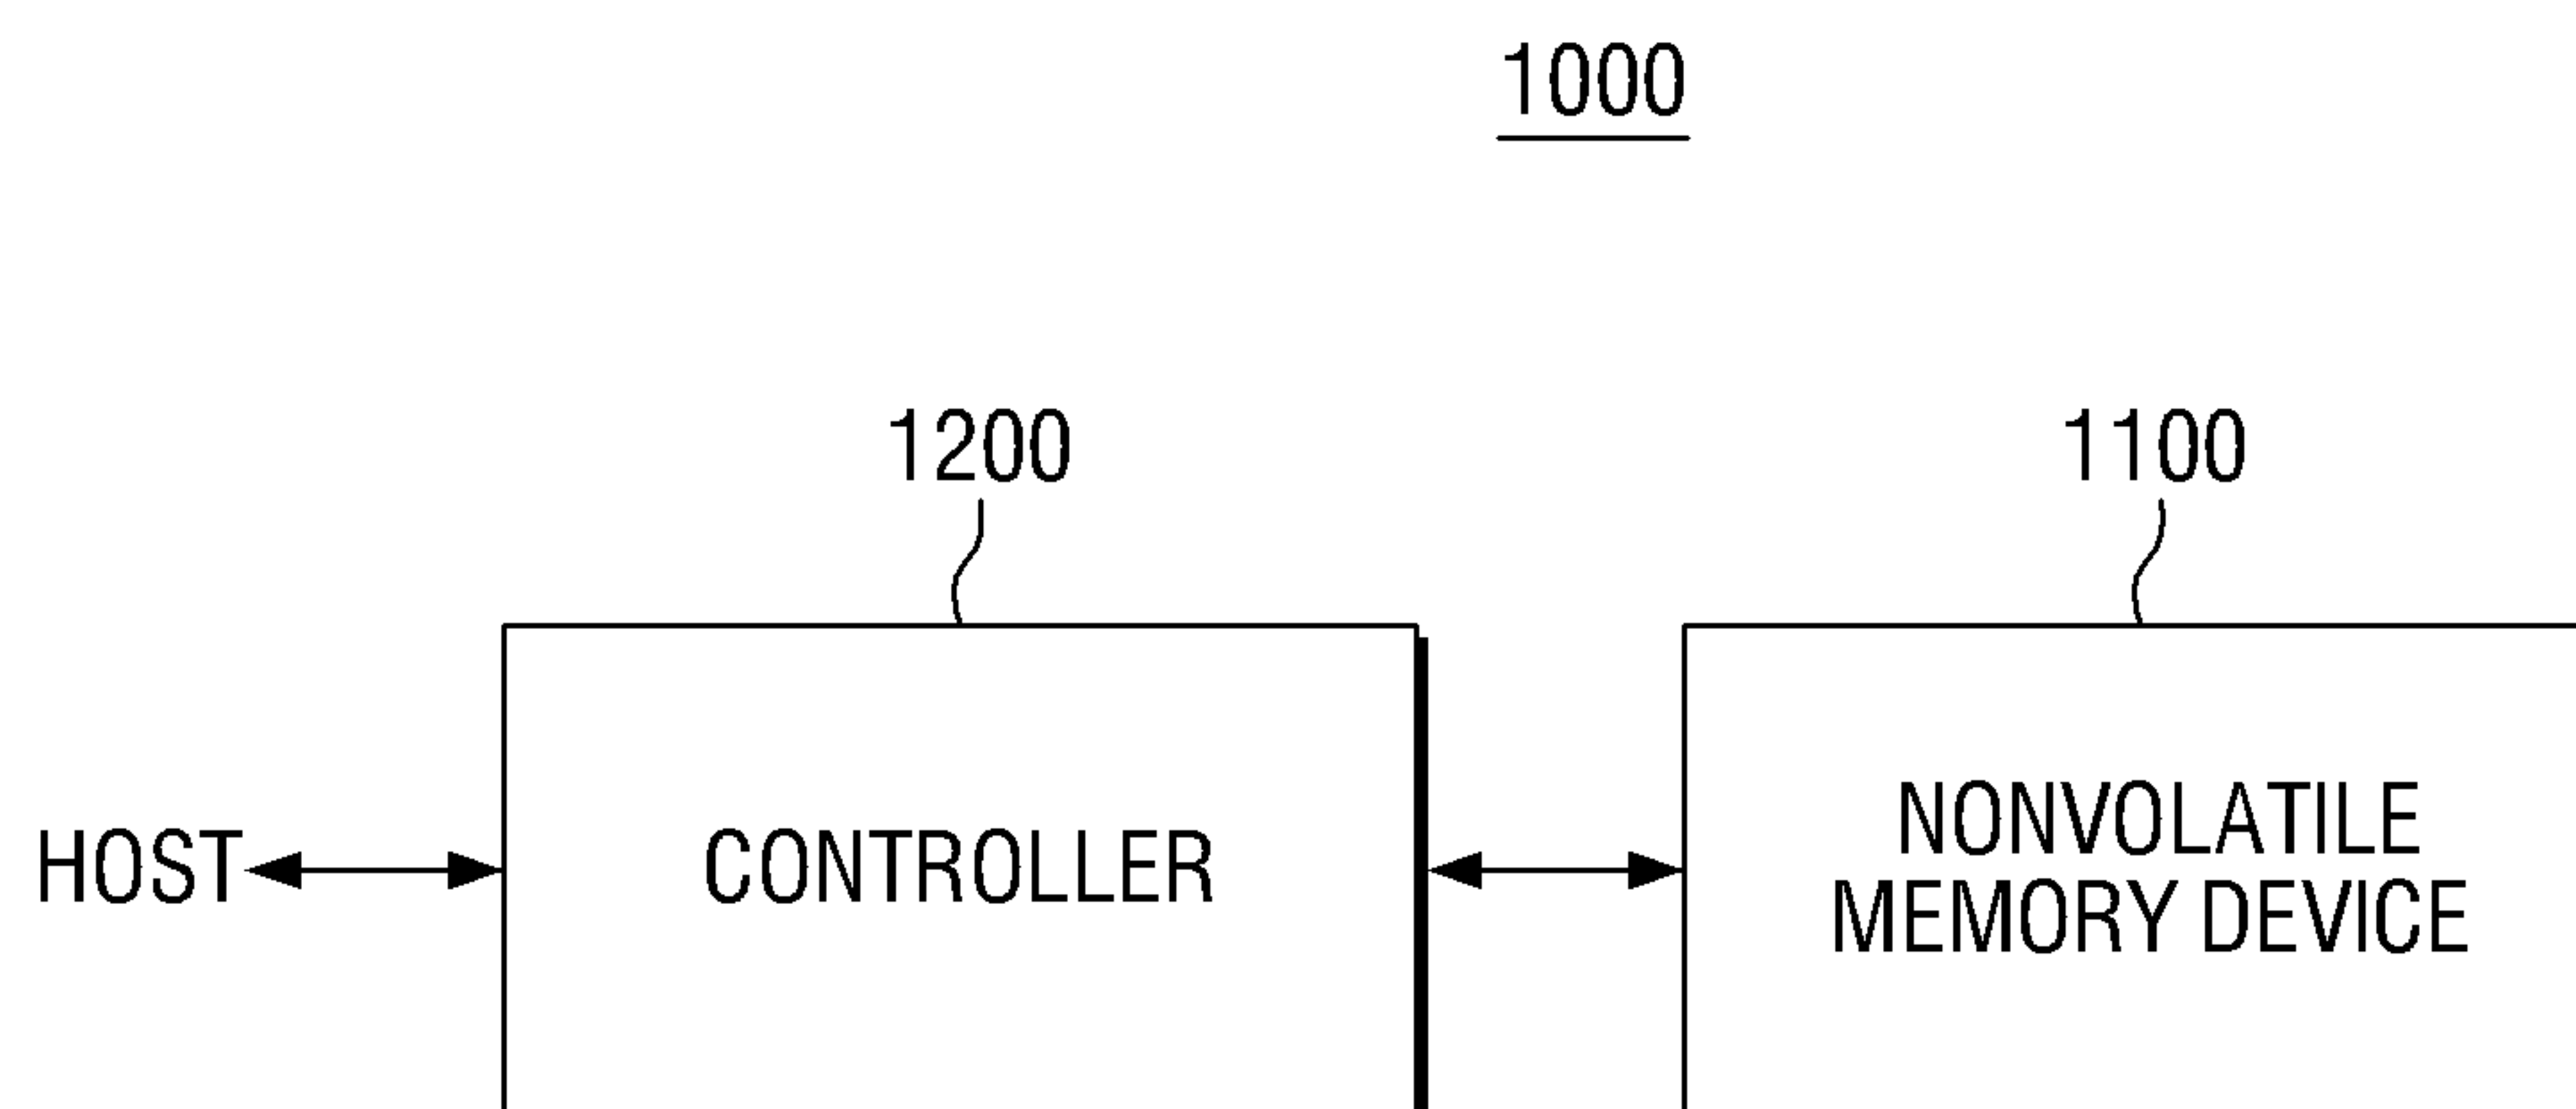 1000
1200
1100
HOST
CONTROLLER
NONVOLATILE
MEMORY DEVICE